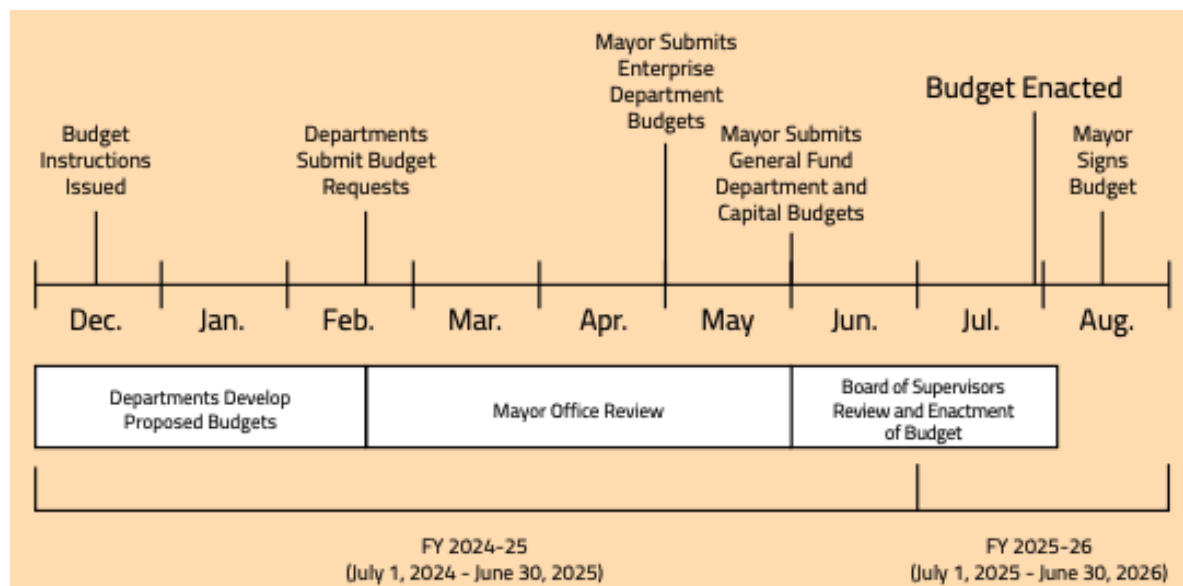 Mayor Submits
Enterprise
Department
Budgets
Budget Enacted
Budget
Instructions
Issued
Departments
Submit Budget
Requests
Mayor Submits
General Fund
Department and
Capital Budgets
Mayor
Signs
Budget
Dec.
Jan.
Feb.
Mar.
Apr.
May
Jun.
Jul.
Aug.
Departments Develop
Proposed Budgets
Mayor Office Review
Board of Supervisors
Review and Enactment
of Budget
FY 2024-25
(July 1, 2024 - June 30, 2025)
FY 2025-26
(July 1, 2025 - June 30, 2026)